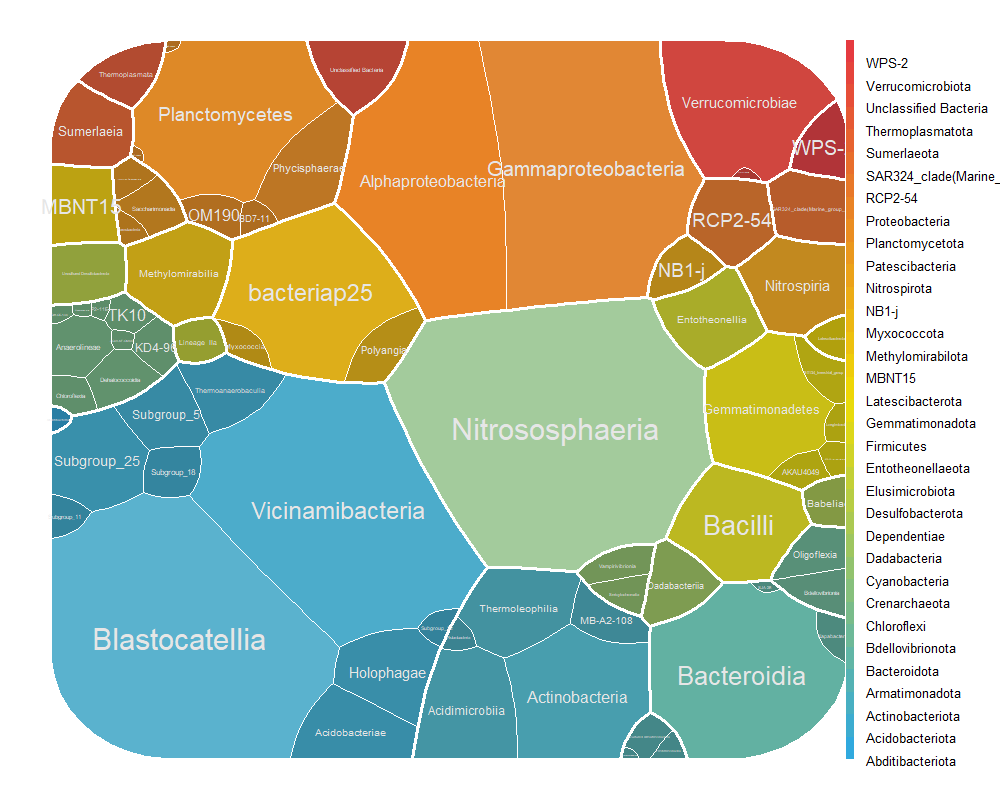 Thermoplasmata
Unclassified Bacteria
Planctomycetes
Verrucomicrobiae
Sumerlaeia
WPS-
Phycisphaerae
Gammaproteobacteria
Alphaproteobacteria
MBNT15
Saccharimonadia
OM190
BD7-11
RCP2-54
SAR324_clade(Marine_group_
Methylomirabilia
NB1-j
Nitrospiria
bacteriap25
TK10
Entotheonellia
Anaerolineae
KD4-96
Lineage_IIa
Myxococcia
Polyangia
Dehalococcoidia
Thermoanaerobaculia
Chloroflexia
Gemmatimonadetes
Subgroup_5
Nitrososphaeria
Subgroup_25
Subgroup_18
AKAU4049
Babeliae
Subgroup_11
Vicinamibacteria
Bacilli
Oligoflexia
Vampirivibrionia
Dadabacteriia
Bdellovibrionia
Thermoleophilia
MB-A2-108
Blastocatellia
Holophagae
Bacteroidia
Actinobacteria
Acidimicrobiia
Acidobacteriae
WPS-2
Verrucomicrobiota
Unclassified Bacteria
Thermoplasmatota
Sumerlaeota
SAR324_clade(Marine_
RCP2-54
Proteobacteria
Planctomycetota
Patescibacteria
Nitrospirota
NB1-j
Myxococcota
Methylomirabilota
MBNT15
Latescibacterota
Gemmatimonadota
Firmicutes
Entotheonellaeota
Elusimicrobiota
Desulfobacterota
Dependentiae
Dadabacteria
Cyanobacteria
Crenarchaeota
Chloroflexi
Bdellovibrionota
Bacteroidota
Armatimonadota
Actinobacteriota
Acidobacteriota
Abditibacteriota